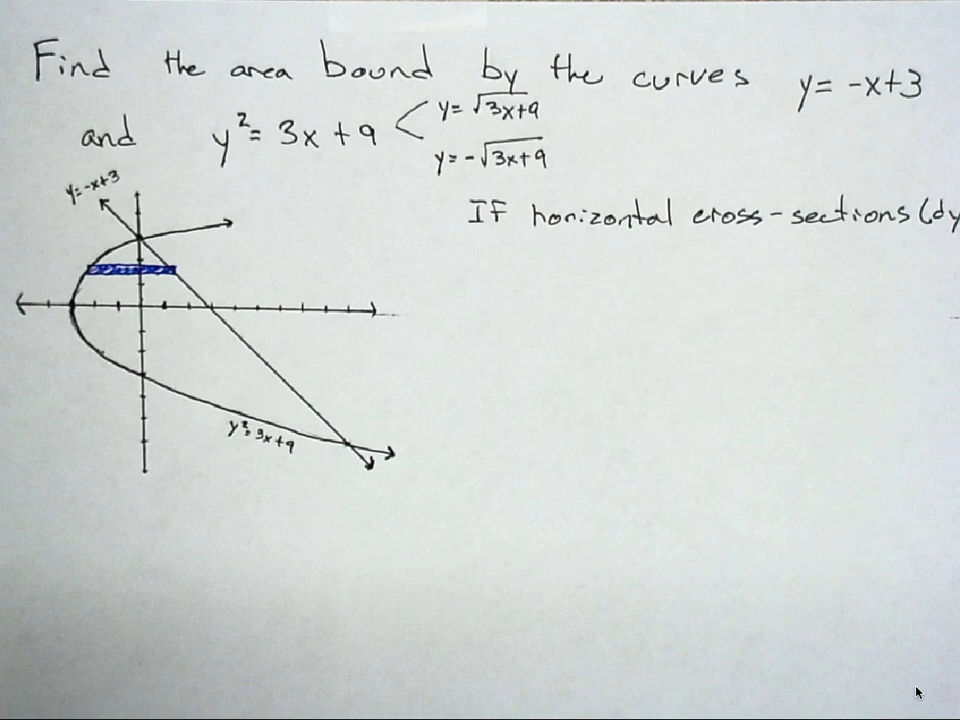 Find the area bound by the curves y = -x+3
and y² = 3x + 9 < y = √3x+9
y = -√3x+9
y=-x+3
If horizontal cross-sections (dy
y² = 3x+9